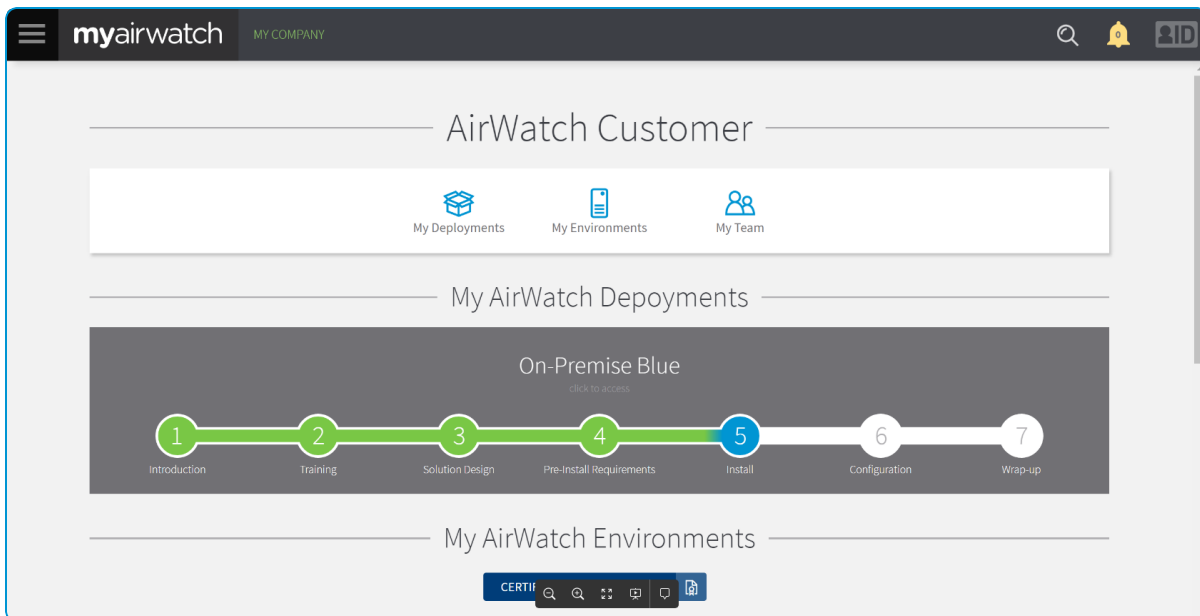 myairwatch MY COMPANY 0 ID
AirWatch Customer
My Deployments My Environments My Team
My AirWatch Depoyments
On-Premise Blue
click to access
1 2 3 4 5 6 7
Introduction Training Solution Design Pre-Install Requirements Install Configuration Wrap-up
My AirWatch Environments